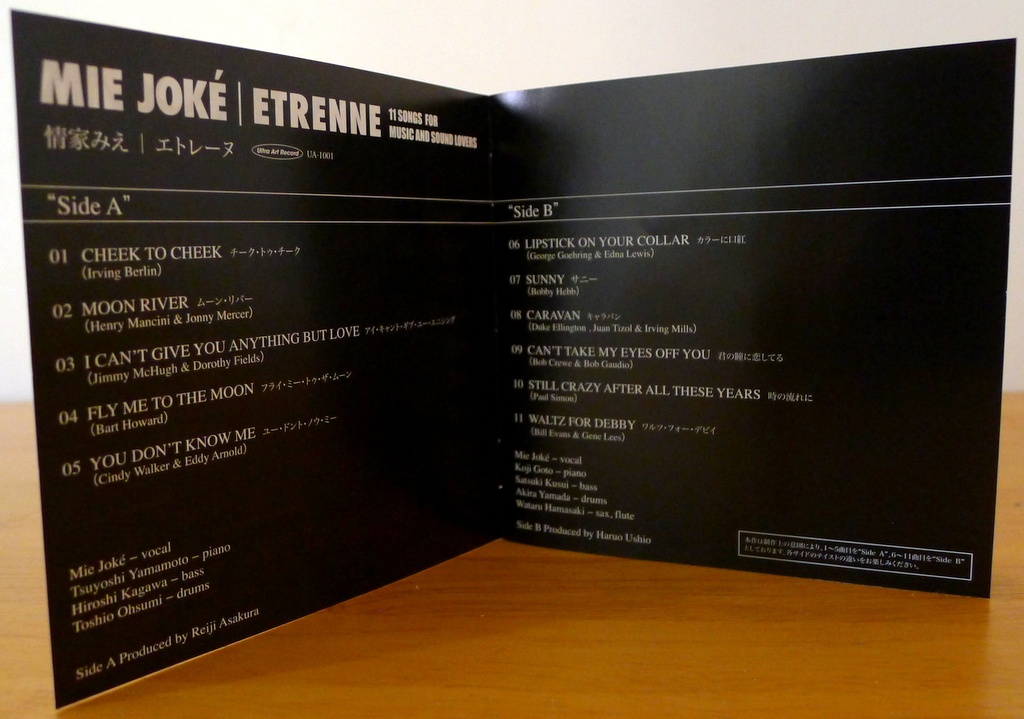 MIE JOKÉ | ETRENNE 11 SONGS FOR
MUSIC AND SOUND LOVERS
情家みえ | エトレーヌ Ultra Art Record UA-1001
"Side A"
01 CHEEK TO CHEEK チーク・トゥ・チーク
(Irving Berlin)
02 MOON RIVER ムーン・リバー
(Henry Mancini & Jonny Mercer)
03 I CAN'T GIVE YOU ANYTHING BUT LOVE アイ・キャント・ギブ・ユー・エニシング
(Jimmy McHugh & Dorothy Fields)
04 FLY ME TO THE MOON フライ・ミー・トゥ・ザ・ムーン
(Bart Howard)
05 YOU DON'T KNOW ME ユー・ドント・ノウ・ミー
(Cindy Walker & Eddy Arnold)
Mie Joké – vocal
Tsuyoshi Yamamoto – piano
Hiroshi Kagawa – bass
Toshio Ohsumi – drums
Side A Produced by Reiji Asakura
"Side B"
06 LIPSTICK ON YOUR COLLAR カラーに口紅
(George Goehring & Edna Lewis)
07 SUNNY サニー
(Bobby Hebb)
08 CARAVAN キャラバン
(Duke Ellington , Juan Tizol & Irving Mills)
09 CAN'T TAKE MY EYES OFF YOU 君の瞳に恋してる
(Bob Crewe & Bob Gaudio)
10 STILL CRAZY AFTER ALL THESE YEARS 時の流れに
(Paul Simon)
11 WALTZ FOR DEBBY ワルツ・フォー・デビイ
(Bill Evans & Gene Lees)
Mie Joké – vocal
Koji Goto – piano
Satsuki Kusui – bass
Akira Yamada – drums
Wataru Hamasaki – sax, flute
Side B Produced by Haruo Ushio
本作は制作上の意図により、1〜5曲目を"Side A"、6〜11曲目を"Side B"
としております。各サイドのテイストの違いをお楽しみください。